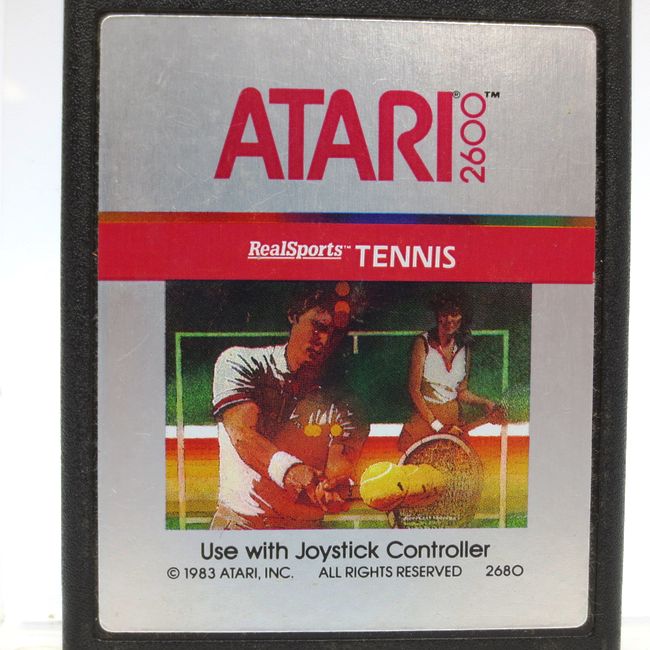 ATARI® 2600™
RealSports™ TENNIS
Use with Joystick Controller
© 1983 ATARI, INC. ALL RIGHTS RESERVED 2680